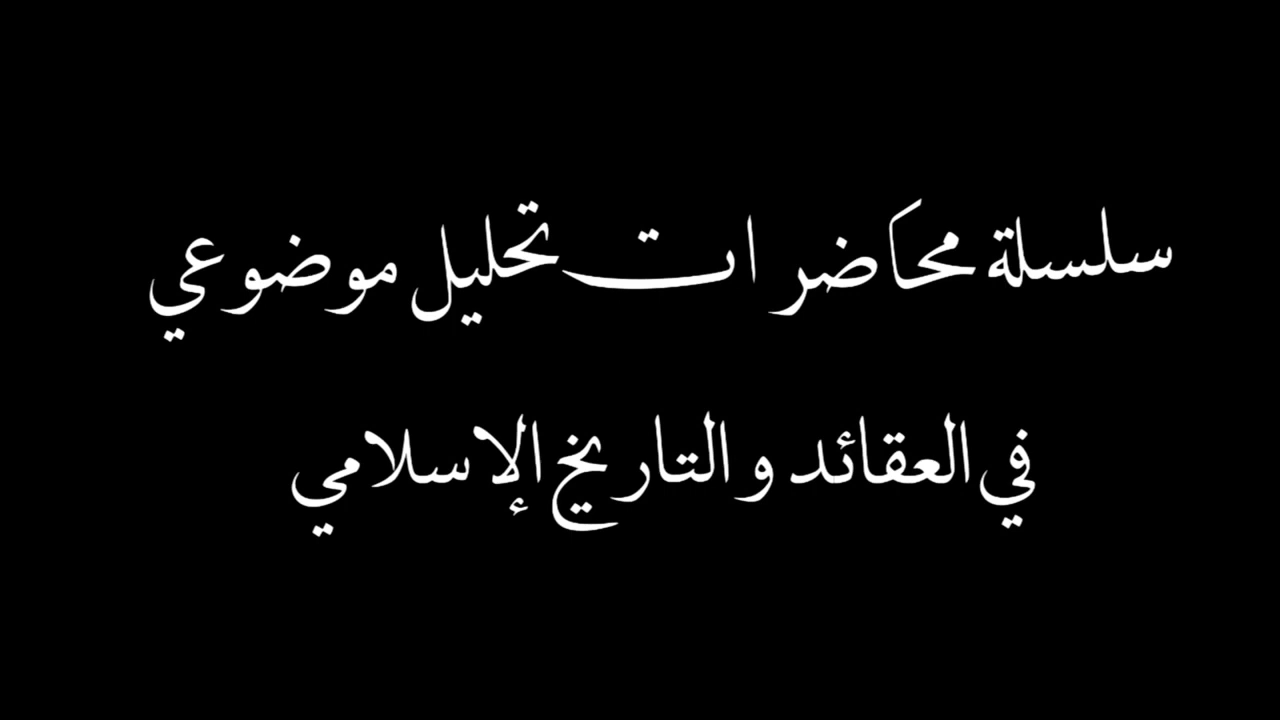 سلسلة محاضرات تحليل موضوعي
في العقائد و التاريخ الإسلامي